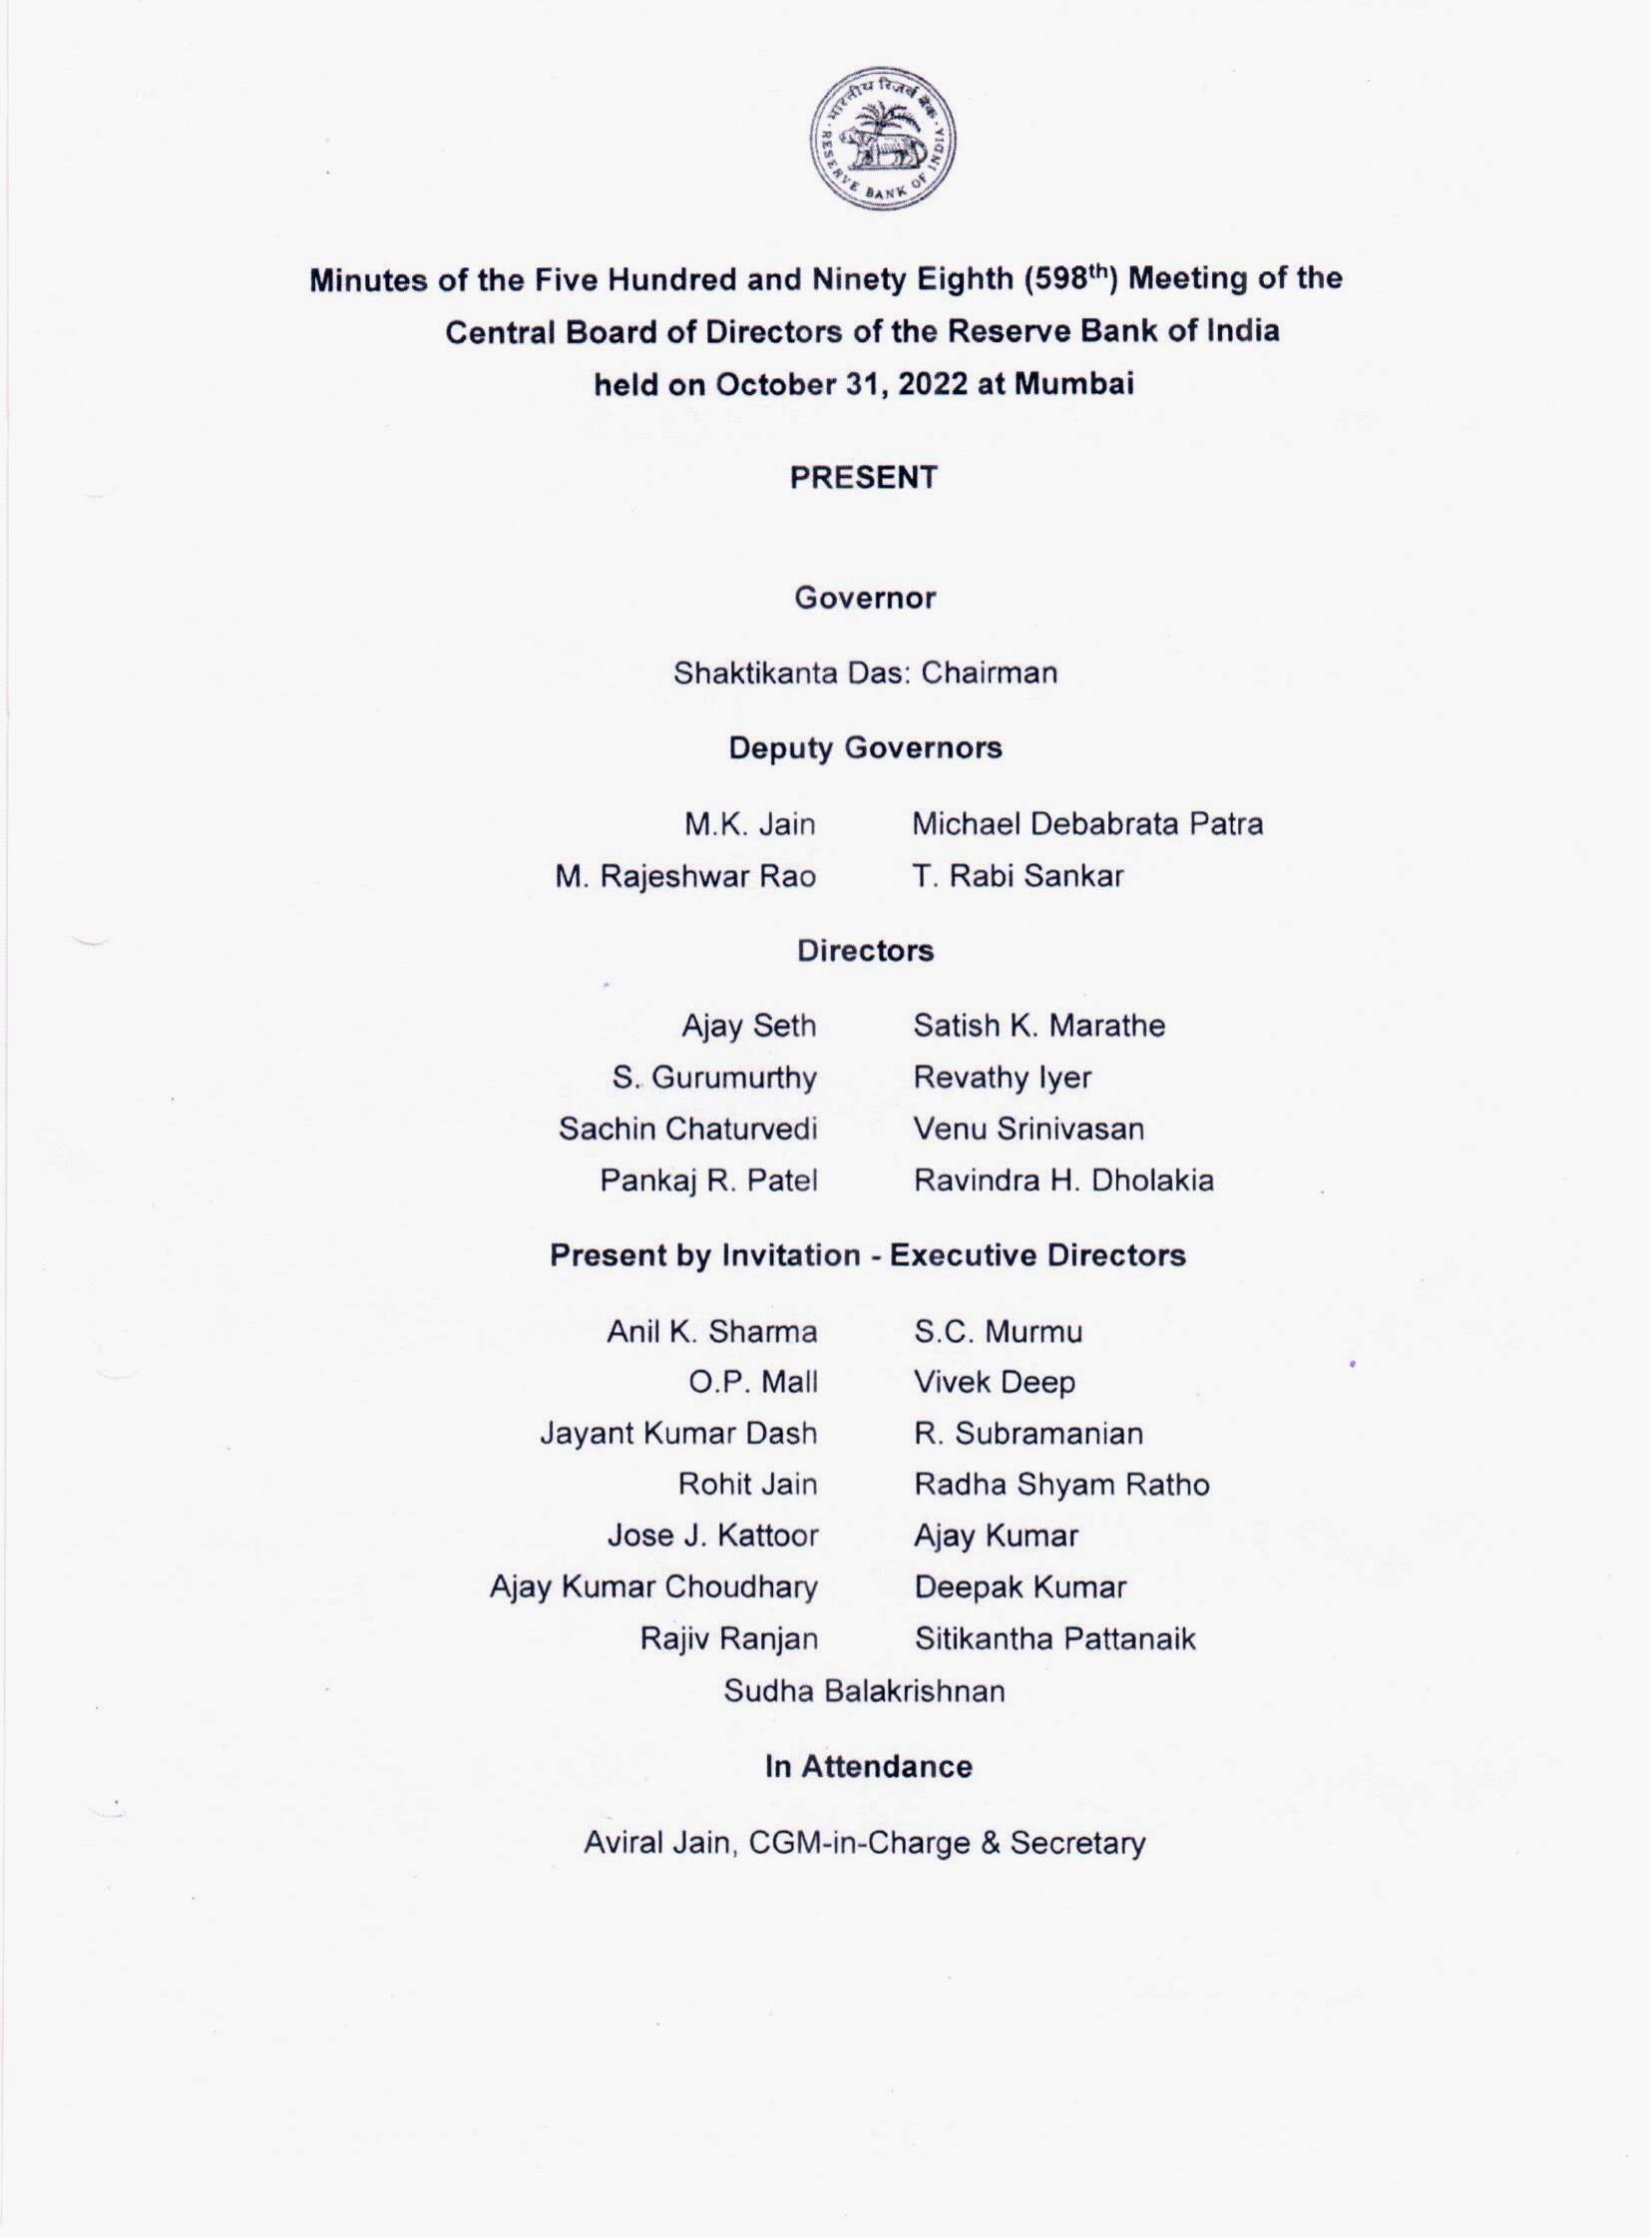 भारतीय रिज़र्व बैंक
RESERVE BANK OF INDIA
Minutes of the Five Hundred and Ninety Eighth (598th) Meeting of the
Central Board of Directors of the Reserve Bank of India
held on October 31, 2022 at Mumbai
PRESENT
Governor
Shaktikanta Das: Chairman
Deputy Governors
M.K. Jain Michael Debabrata Patra
M. Rajeshwar Rao T. Rabi Sankar
Directors
Ajay Seth Satish K. Marathe
S. Gurumurthy Revathy Iyer
Sachin Chaturvedi Venu Srinivasan
Pankaj R. Patel Ravindra H. Dholakia
Present by Invitation - Executive Directors
Anil K. Sharma S.C. Murmu
O.P. Mall Vivek Deep
Jayant Kumar Dash R. Subramanian
Rohit Jain Radha Shyam Ratho
Jose J. Kattoor Ajay Kumar
Ajay Kumar Choudhary Deepak Kumar
Rajiv Ranjan Sitikantha Pattanaik
Sudha Balakrishnan
In Attendance
Aviral Jain, CGM-in-Charge & Secretary